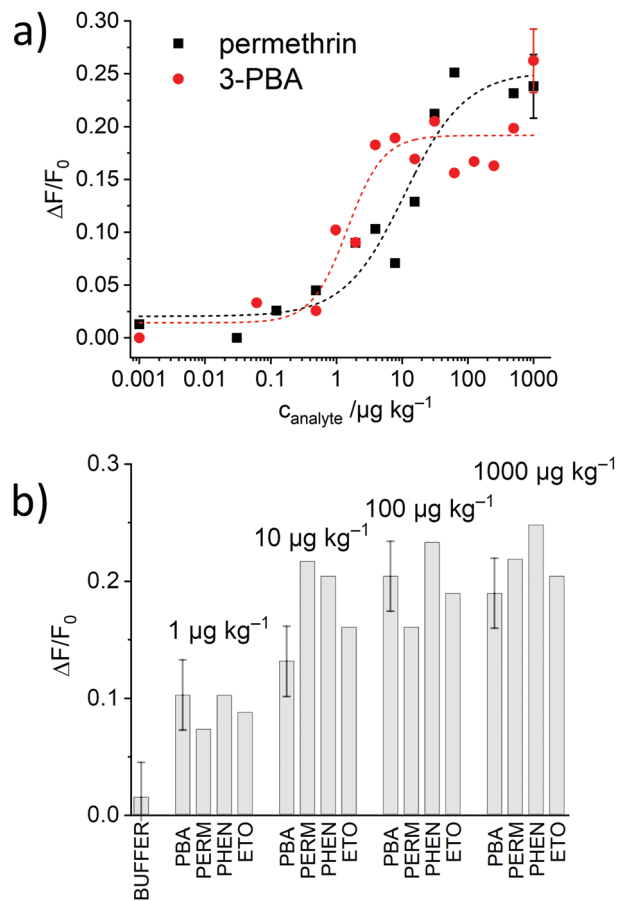 a)
permethrin
3-PBA
0.30
0.25
0.20
0.15
0.10
0.05
0.00
ΔF/F₀
0.001 0.01 0.1 1 10 100 1000
c_analyte /µg kg⁻¹
b)
0.3
0.2
0.1
0.0
ΔF/F₀
1 µg kg⁻¹
10 µg kg⁻¹
100 µg kg⁻¹
1000 µg kg⁻¹
BUFFER
PBA
PERM
PHEN
ETO
PBA
PERM
PHEN
ETO
PBA
PERM
PHEN
ETO
PBA
PERM
PHEN
ETO